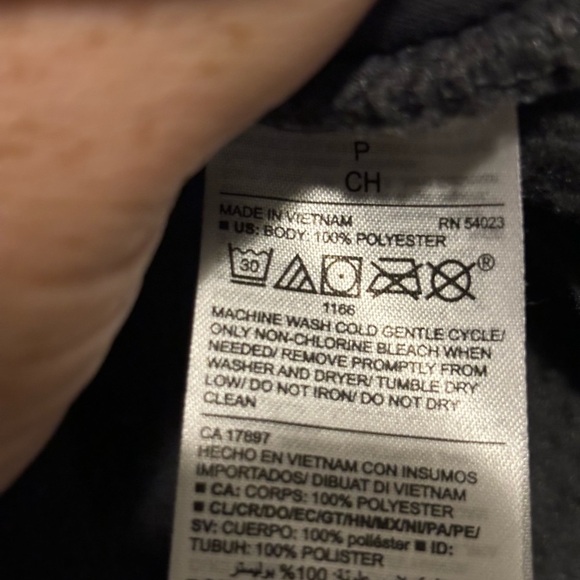 P
CH
MADE IN VIETNAM RN 54023
■ US: BODY: 100% POLYESTER
30 ®
1166
MACHINE WASH COLD GENTLE CYCLE/
ONLY NON-CHLORINE BLEACH WHEN
NEEDED/ REMOVE PROMPTLY FROM
WASHER AND DRYER/ TUMBLE DRY
LOW/ DO NOT IRON/ DO NOT DRY
CLEAN
CA 17897
HECHO EN VIETNAM CON INSUMOS
IMPORTADOS/ DIBUAT DI VIETNAM
■ CA: CORPS: 100% POLYESTER
■ CL/CR/DO/EC/GT/HN/MX/NI/PA/PE/
SV: CUERPO: 100% poliéster ■ ID:
TUBUH: 100% POLISTER
%100